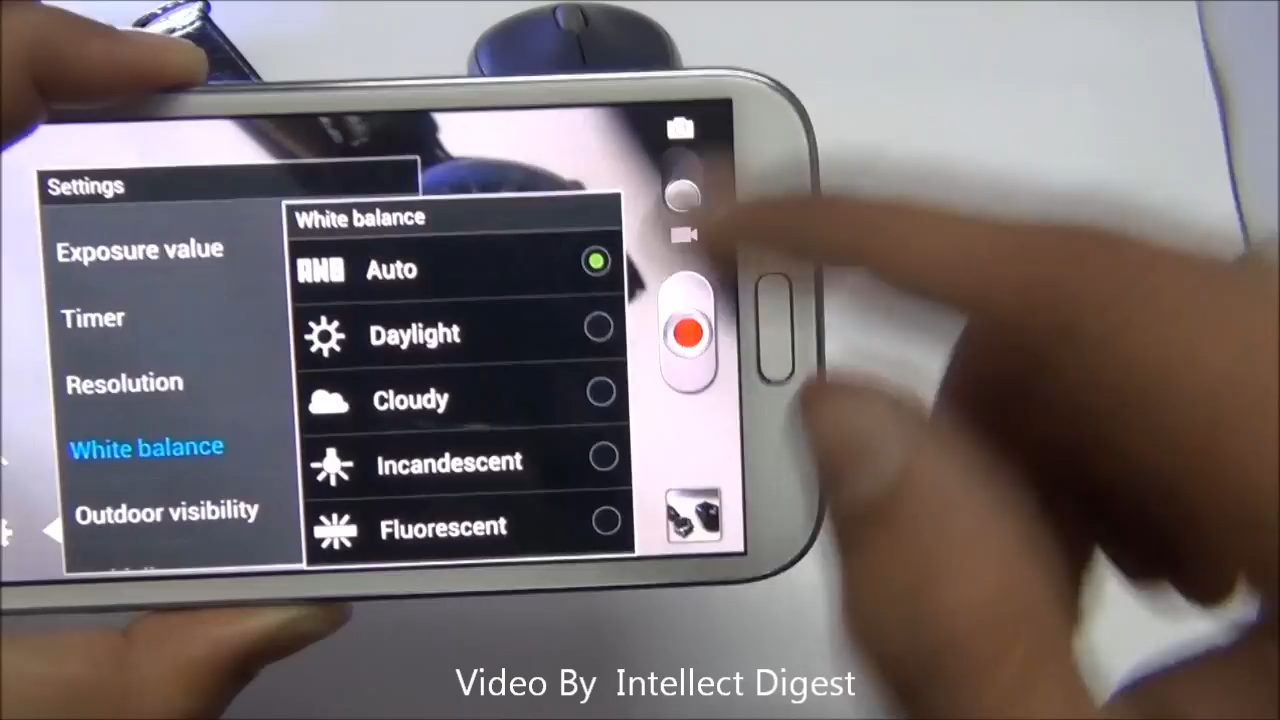 Settings
Exposure value
Timer
Resolution
White balance
Outdoor visibility
White balance
AWB Auto
Daylight
Cloudy
Incandescent
Fluorescent
Video By Intellect Digest